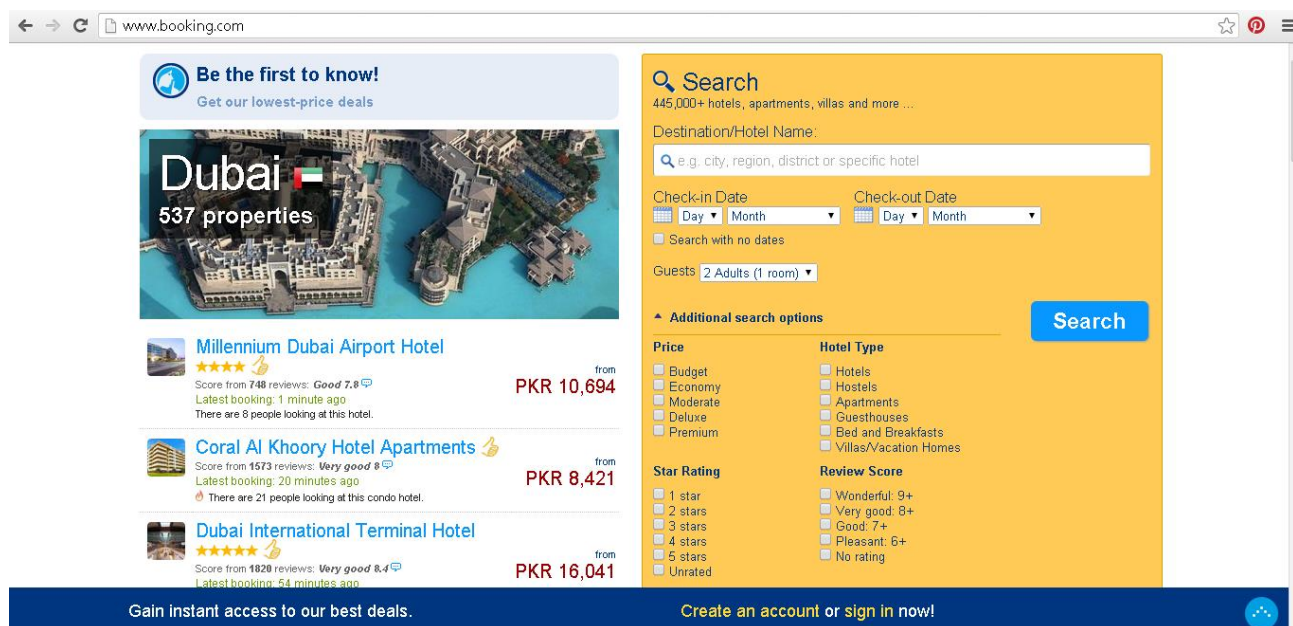 www.booking.com
Be the first to know!
Get our lowest-price deals
Dubai
537 properties
Millennium Dubai Airport Hotel
Score from 748 reviews: Good 7.8
Latest booking: 1 minute ago
There are 8 people looking at this hotel.
from
PKR 10,694
Coral Al Khoory Hotel Apartments
Score from 1573 reviews: Very good 8
Latest booking: 20 minutes ago
There are 21 people looking at this condo hotel.
from
PKR 8,421
Dubai International Terminal Hotel
Score from 1820 reviews: Very good 8.4
Latest booking: 54 minutes ago
from
PKR 16,041
Search
445,000+ hotels, apartments, villas and more ...
Destination/Hotel Name:
e.g. city, region, district or specific hotel
Check-in Date Check-out Date
Day Month Day Month
Search with no dates
Guests 2 Adults (1 room)
Additional search options
Search
Price
Budget
Economy
Moderate
Deluxe
Premium
Hotel Type
Hotels
Hostels
Apartments
Guesthouses
Bed and Breakfasts
Villas/Vacation Homes
Star Rating
1 star
2 stars
3 stars
4 stars
5 stars
Unrated
Review Score
Wonderful: 9+
Very good: 8+
Good: 7+
Pleasant: 6+
No rating
Gain instant access to our best deals.
Create an account or sign in now!